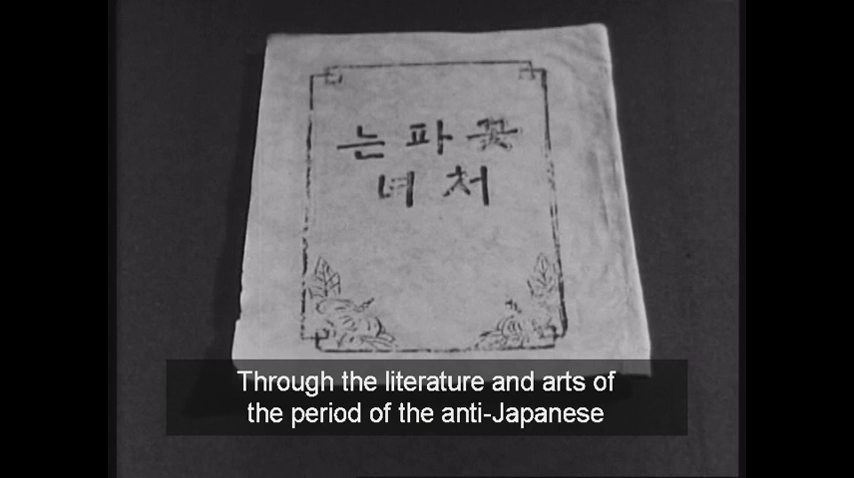 꽃파는
처녀
Through the literature and arts of
the period of the anti-Japanese